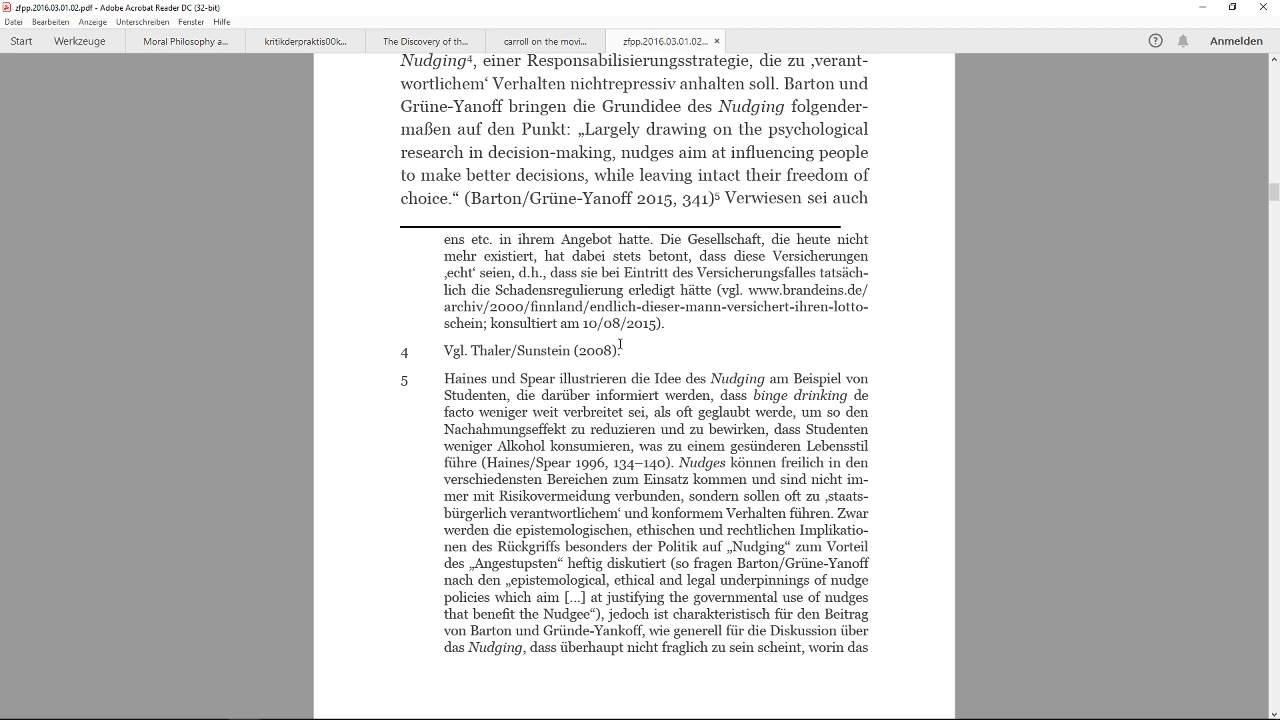 zfpp.2016.03.01.02.pdf - Adobe Acrobat Reader DC (32-bit)
Datei Bearbeiten Anzeige Unterschreiben Fenster Hilfe
Start Werkzeuge Moral Philosophy a... kritikderpraktis00k... The Discovery of th... carroll on the movi... zfpp.2016.03.01.02... × Anmelden
Nudging⁴, einer Responsabilisierungsstrategie, die zu ‚verant-
wortlichem‘ Verhalten nichtrepressiv anhalten soll. Barton und
Grüne-Yanoff bringen die Grundidee des Nudging folgender-
maßen auf den Punkt: „Largely drawing on the psychological
research in decision-making, nudges aim at influencing people
to make better decisions, while leaving intact their freedom of
choice.“ (Barton/Grüne-Yanoff 2015, 341)⁵ Verwiesen sei auch
ens etc. in ihrem Angebot hatte. Die Gesellschaft, die heute nicht
mehr existiert, hat dabei stets betont, dass diese Versicherungen
‚echt‘ seien, d.h., dass sie bei Eintritt des Versicherungsfalles tatsäch-
lich die Schadensregulierung erledigt hätte (vgl. www.brandeins.de/
archiv/2000/finnland/endlich-dieser-mann-versichert-ihren-lotto-
schein; konsultiert am 10/08/2015).
4 Vgl. Thaler/Sunstein (2008).
5 Haines und Spear illustrieren die Idee des Nudging am Beispiel von
Studenten, die darüber informiert werden, dass binge drinking de
facto weniger weit verbreitet sei, als oft geglaubt werde, um so den
Nachahmungseffekt zu reduzieren und zu bewirken, dass Studenten
weniger Alkohol konsumieren, was zu einem gesünderen Lebensstil
führe (Haines/Spear 1996, 134–140). Nudges können freilich in den
verschiedensten Bereichen zum Einsatz kommen und sind nicht im-
mer mit Risikovermeidung verbunden, sondern sollen oft zu ‚staats-
bürgerlich verantwortlichem‘ und konformem Verhalten führen. Zwar
werden die epistemologischen, ethischen und rechtlichen Implikatio-
nen des Rückgriffs besonders der Politik auf „Nudging“ zum Vorteil
des „Angestupsten“ heftig diskutiert (so fragen Barton/Grüne-Yanoff
nach den „epistemological, ethical and legal underpinnings of nudge
policies which aim [...] at justifying the governmental use of nudges
that benefit the Nudgee“), jedoch ist charakteristisch für den Beitrag
von Barton und Gründe-Yankoff, wie generell für die Diskussion über
das Nudging, dass überhaupt nicht fraglich zu sein scheint, worin das